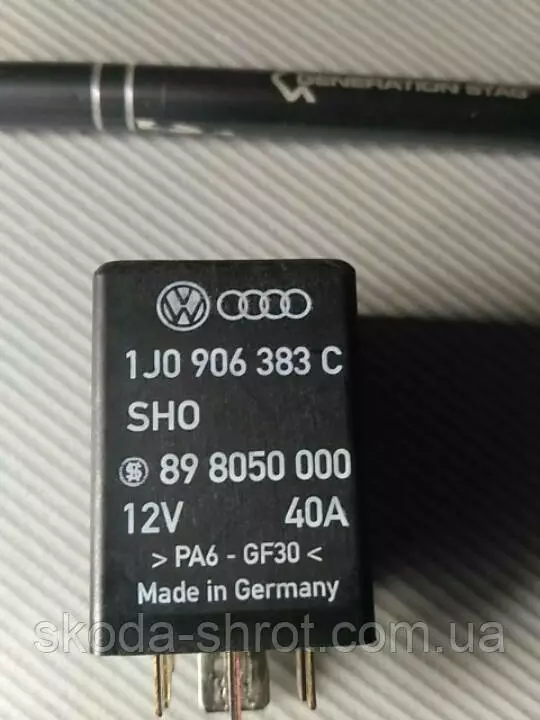 GENERATION STAG
1J0 906 383 C
SHO
89 8050 000
12V 40A
> PA6 - GF30 <
Made in Germany
skoda-shrot.com.ua